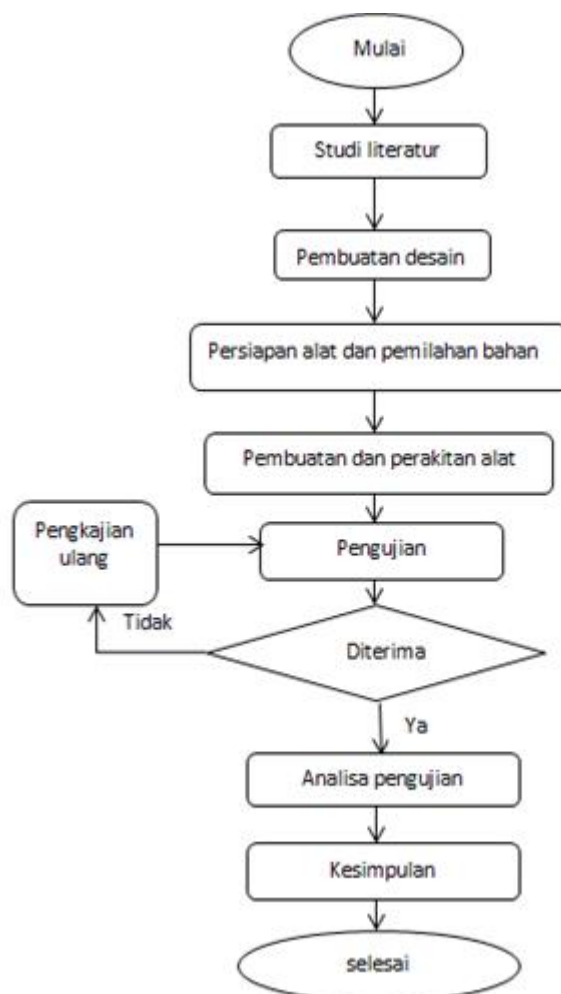 Mulai
Studi literatur
Pembuatan desain
Persiapan alat dan pemilahan bahan
Pembuatan dan perakitan alat
Pengkajian
ulang
Pengujian
Tidak
Diterima
Ya
Analisa pengujian
Kesimpulan
selesai